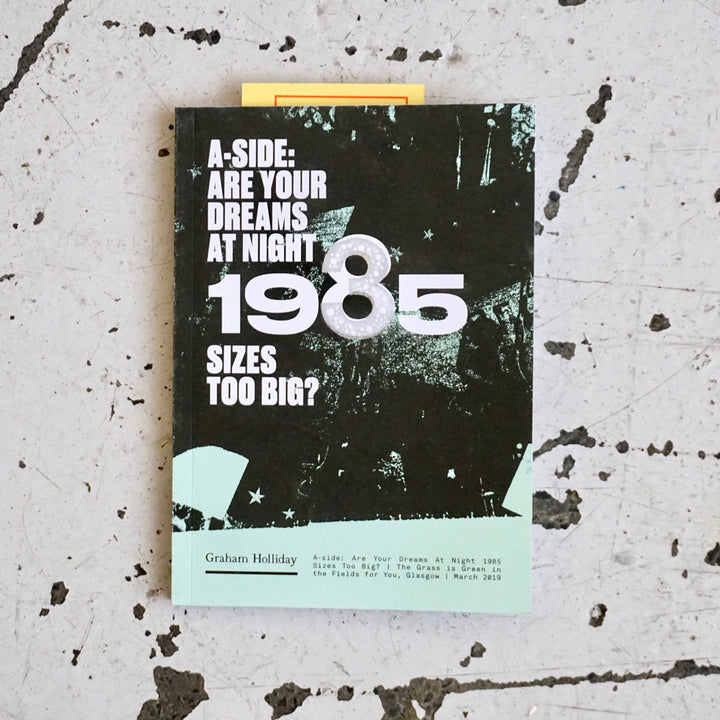 A-SIDE:
ARE YOUR
DREAMS
AT NIGHT
1985
SIZES
TOO BIG?
Graham Holliday
A-side: Are Your Dreams At Night 1985
Sizes Too Big? | The Grass is Green in
the Fields for You, Glasgow | March 2019